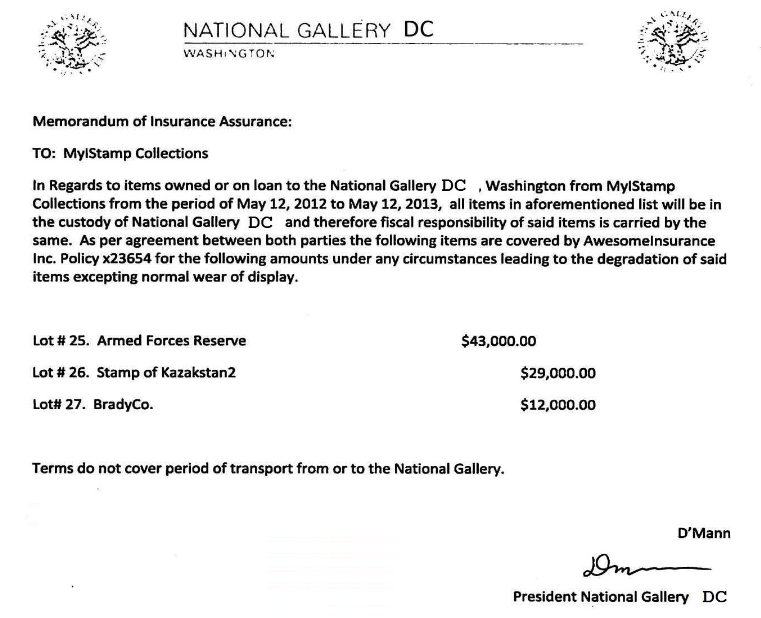 NATIONAL GALLERY DC
WASHINGTON
Memorandum of Insurance Assurance:
TO: MyIStamp Collections
In Regards to items owned or on loan to the National Gallery DC , Washington from MyIStamp
Collections from the period of May 12, 2012 to May 12, 2013, all items in aforementioned list will be in
the custody of National Gallery DC and therefore fiscal responsibility of said items is carried by the
same. As per agreement between both parties the following items are covered by AwesomeInsurance
Inc. Policy x23654 for the following amounts under any circumstances leading to the degradation of said
items excepting normal wear of display.
Lot # 25. Armed Forces Reserve $43,000.00
Lot # 26. Stamp of Kazakstan2 $29,000.00
Lot# 27. BradyCo. $12,000.00
Terms do not cover period of transport from or to the National Gallery.
D'Mann
Dm
President National Gallery DC